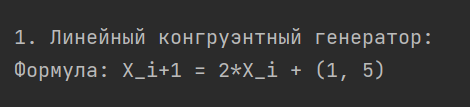 1. Линейный конгруэнтный генератор:
Формула: X_i+1 = 2*X_i + (1, 5)